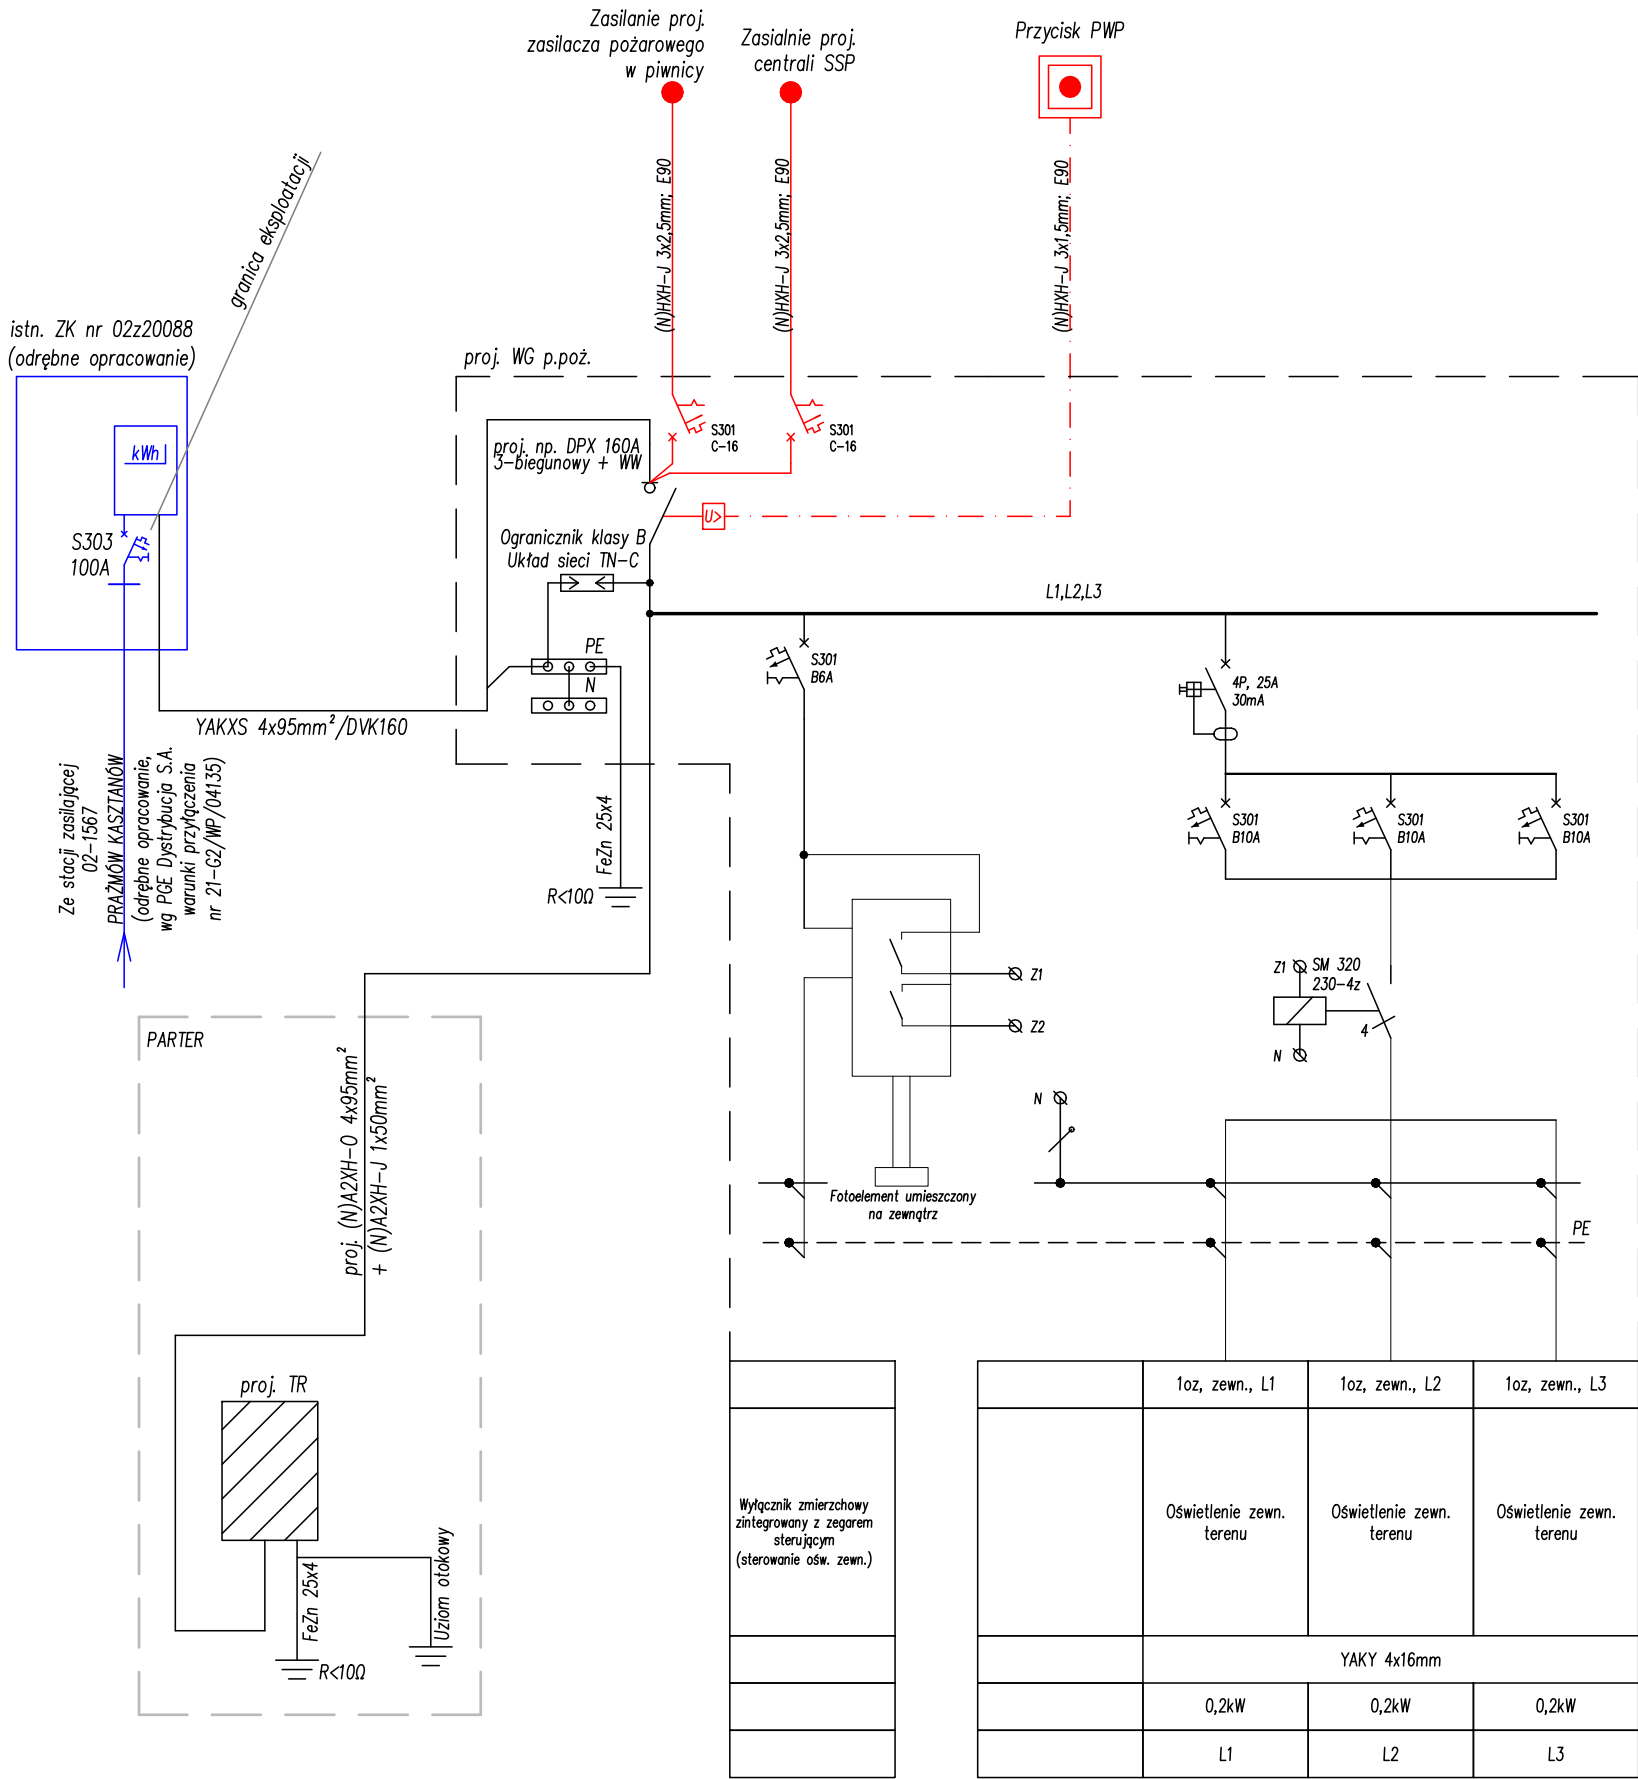 Zasilanie proj.
zasilacza pożarowego
w piwnicy
Zasialnie proj.
centrali SSP
Przycisk PWP
(N)HXH-J 3x2,5mm; E90
(N)HXH-J 3x2,5mm; E90
(N)HXH-J 3x1,5mm; E90
granica eksploatacji
istn. ZK nr 02z20088
(odrębne opracowanie)
kWh
S303
100A
proj. WG p.poż.
proj. np. DPX 160A
3-biegunowy + WW
S301
C-16
S301
C-16
U>
Ogranicznik klasy B
Układ sieci TN-C
L1,L2,L3
PE
N
S301
B6A
4P, 25A
30mA
YAKXS 4x95mm²/DVK160
Ze stacji zasilającej
02-1567
PRAŻMÓW KASZTANÓW
(odrębne opracowanie,
wg PGE Dystrybucja S.A.
warunki przyłączenia
nr 21-G2/WP/04135)
FeZn 25x4
R<10Ω
S301
B10A
S301
B10A
S301
B10A
Z1
Z2
Z1
SM 320
230-4z
4
N
N
PARTER
proj. (N)A2XH-O 4x95mm²
+ (N)A2XH-J 1x50mm²
Fotoelement umieszczony
na zewnątrz
PE
proj. TR
FeZn 25x4
R<10Ω
Uziom otokowy
1oz, zewn., L1
1oz, zewn., L2
1oz, zewn., L3
Wyłącznik zmierzchowy
zintegrowany z zegarem
sterującym
(sterowanie ośw. zewn.)
Oświetlenie zewn.
terenu
Oświetlenie zewn.
terenu
Oświetlenie zewn.
terenu
YAKY 4x16mm
0,2kW
0,2kW
0,2kW
L1
L2
L3